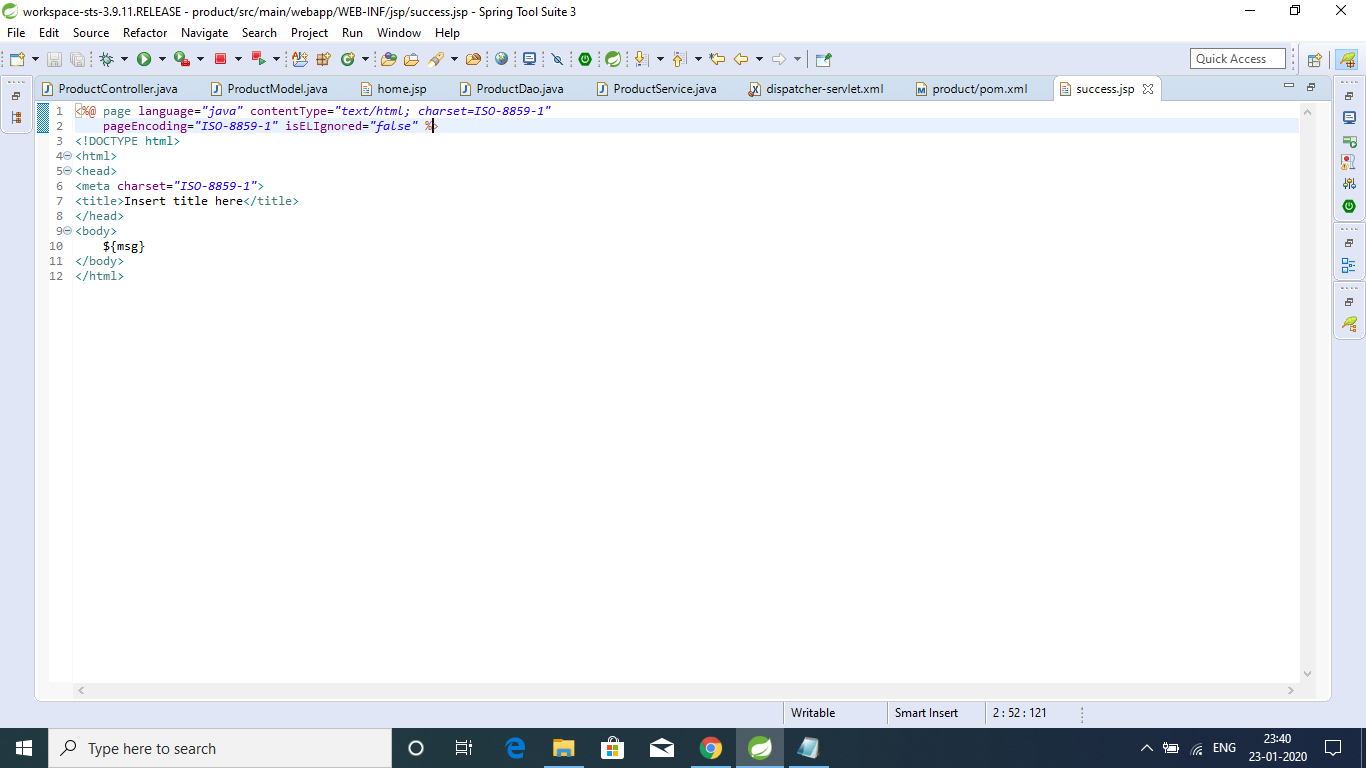 workspace-sts-3.9.11.RELEASE - product/src/main/webapp/WEB-INF/jsp/success.jsp - Spring Tool Suite 3
File Edit Source Refactor Navigate Search Project Run Window Help
Quick Access
ProductController.java ProductModel.java home.jsp ProductDao.java ProductService.java dispatcher-servlet.xml product/pom.xml success.jsp
1 <%@ page language="java" contentType="text/html; charset=ISO-8859-1"
2 pageEncoding="ISO-8859-1" isELIgnored="false" %>
3 <!DOCTYPE html>
4 <html>
5 <head>
6 <meta charset="ISO-8859-1">
7 <title>Insert title here</title>
8 </head>
9 <body>
10 ${msg}
11 </body>
12 </html>
Writable Smart Insert 2 : 52 : 121
Type here to search
ENG
23:40
23-01-2020